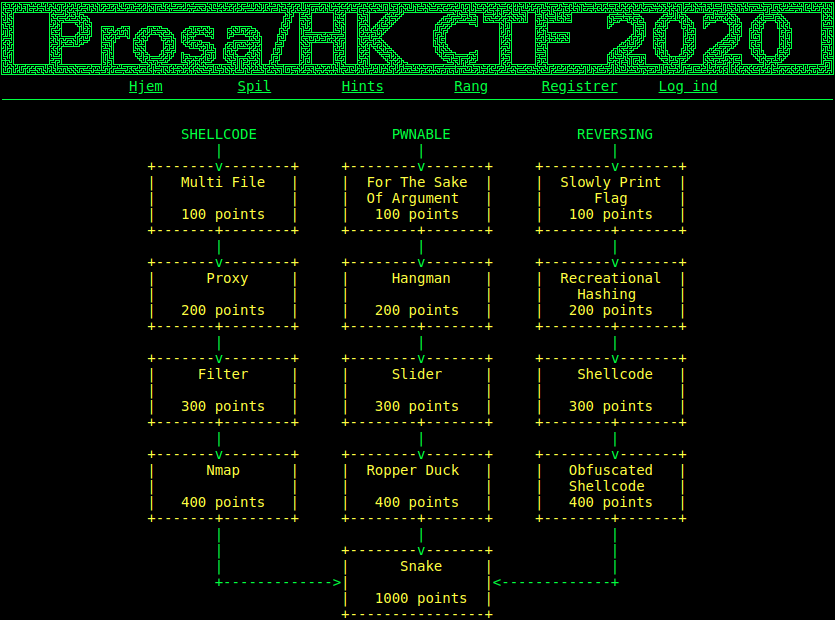 Prosa/HK CTF 2020
Hjem Spil Hints Rang Registrer Log ind
SHELLCODE PWNABLE REVERSING
Multi File
100 points
For The Sake
Of Argument
100 points
Slowly Print
Flag
100 points
Proxy
200 points
Hangman
200 points
Recreational
Hashing
200 points
Filter
300 points
Slider
300 points
Shellcode
300 points
Nmap
400 points
Ropper Duck
400 points
Obfuscated
Shellcode
400 points
Snake
1000 points